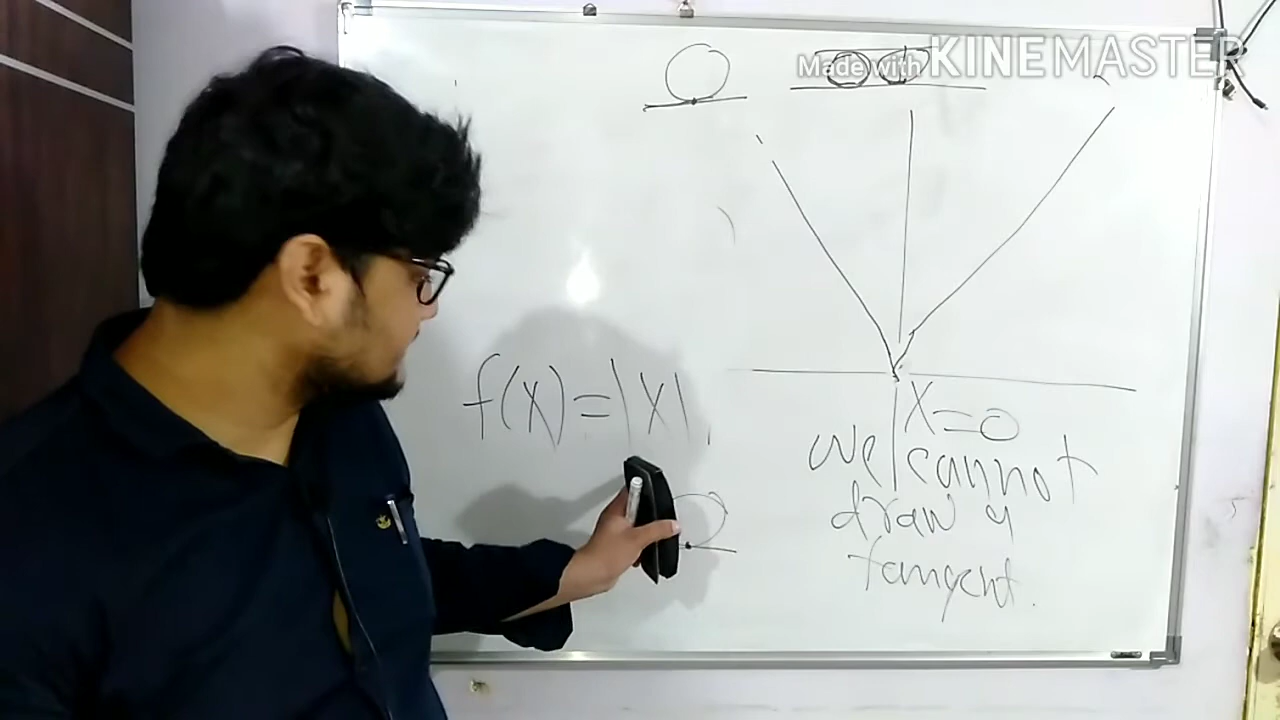 Made with KINEMASTER
f(x)=|x|
x=0
we cannot
draw a
tangent.